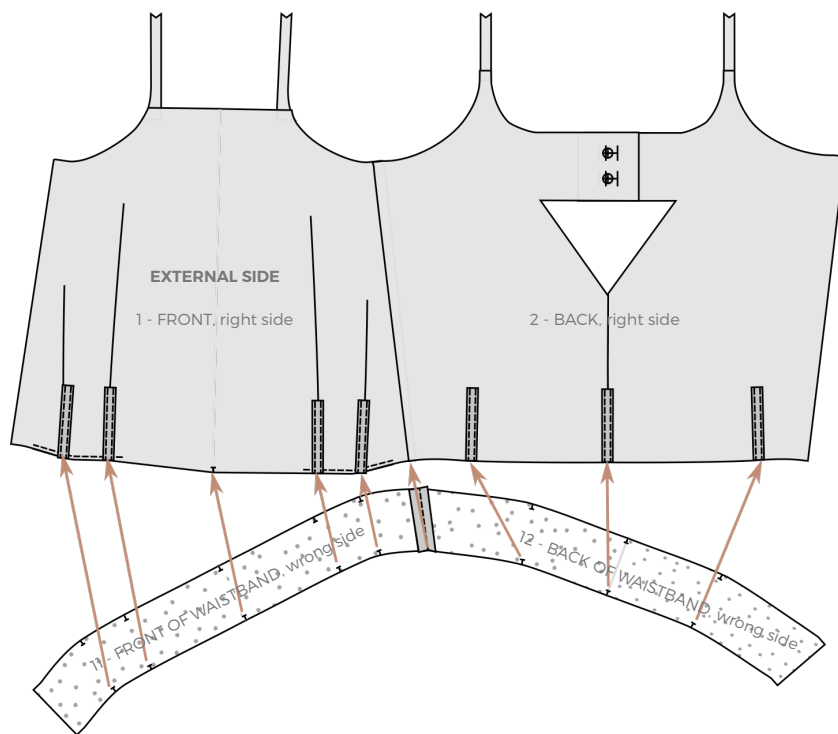 EXTERNAL SIDE
1 - FRONT, right side
2 - BACK, right side
11 - FRONT OF WAISTBAND, wrong side
12 - BACK OF WAISTBAND, wrong side